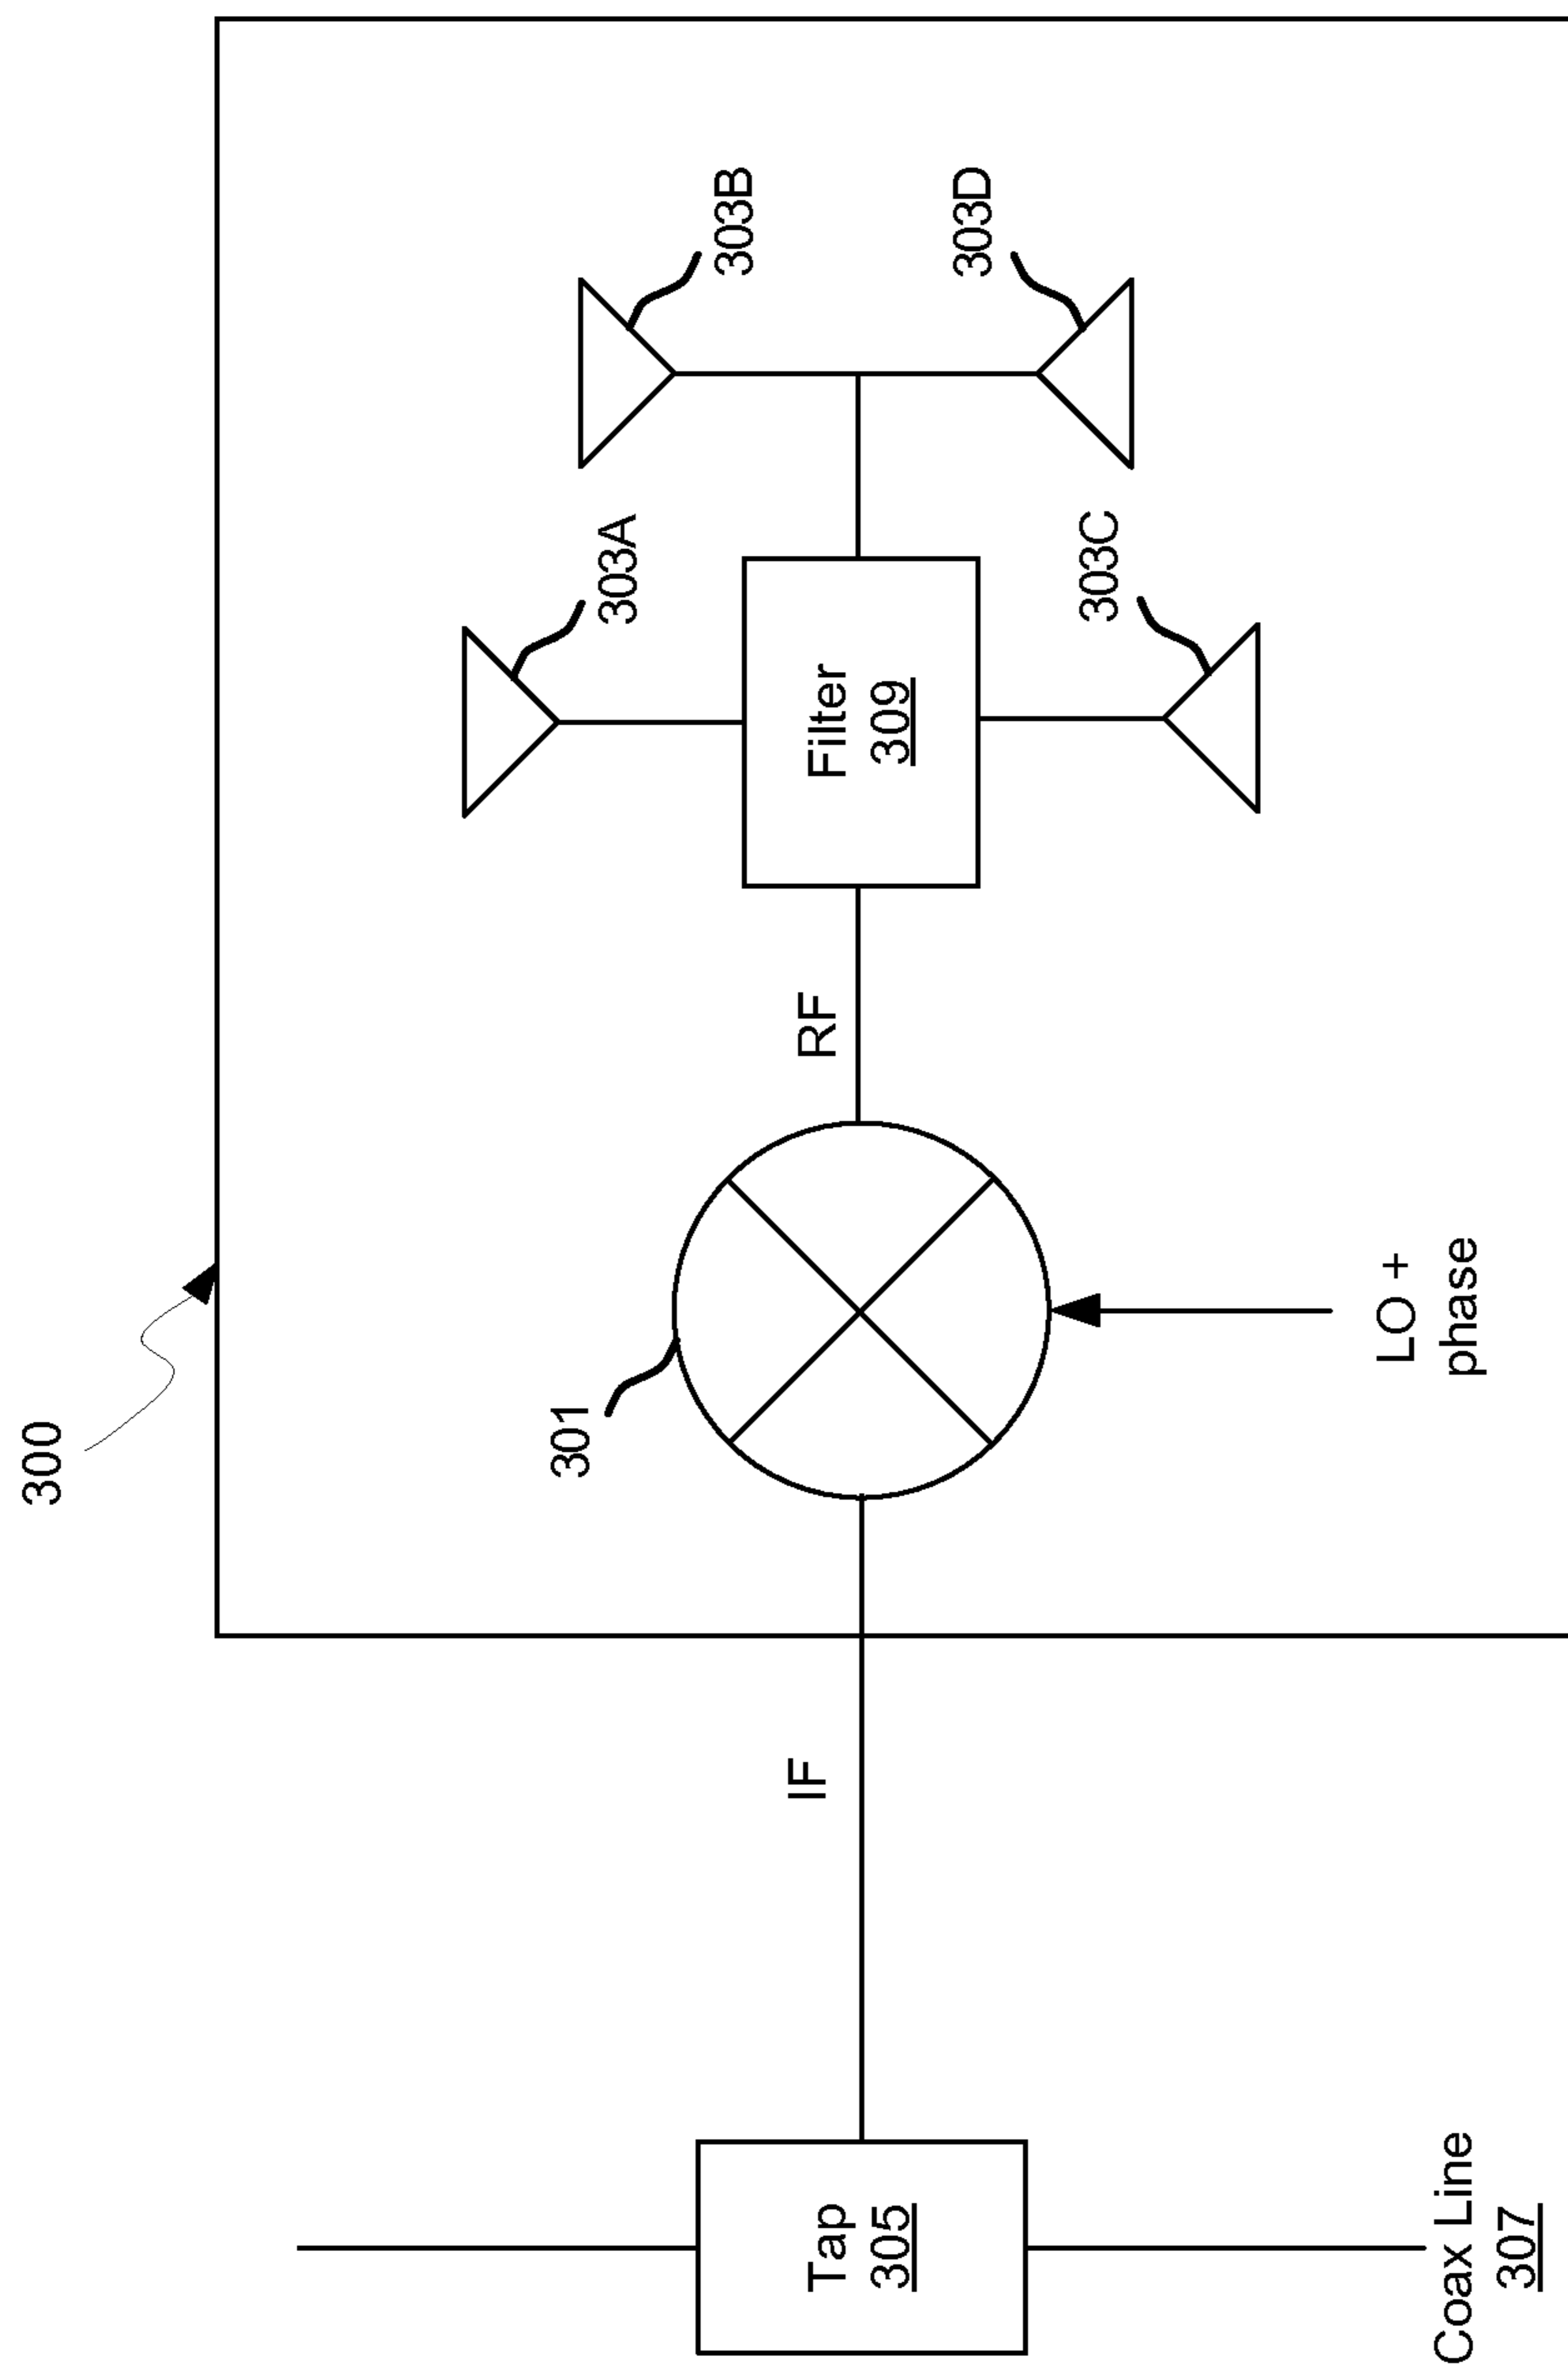 300
301
IF
RF
LO +
phase
Tap
305
Coax Line
307
Filter
309
303A
303B
303C
303D